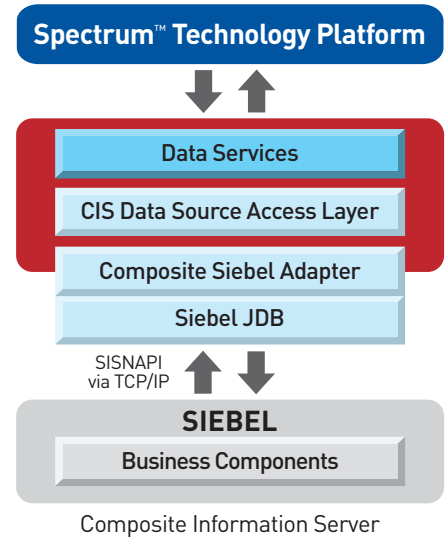 Spectrum™ Technology Platform
Data Services
CIS Data Source Access Layer
Composite Siebel Adapter
Siebel JDB
SISNAPI
via TCP/IP
SIEBEL
Business Components
Composite Information Server